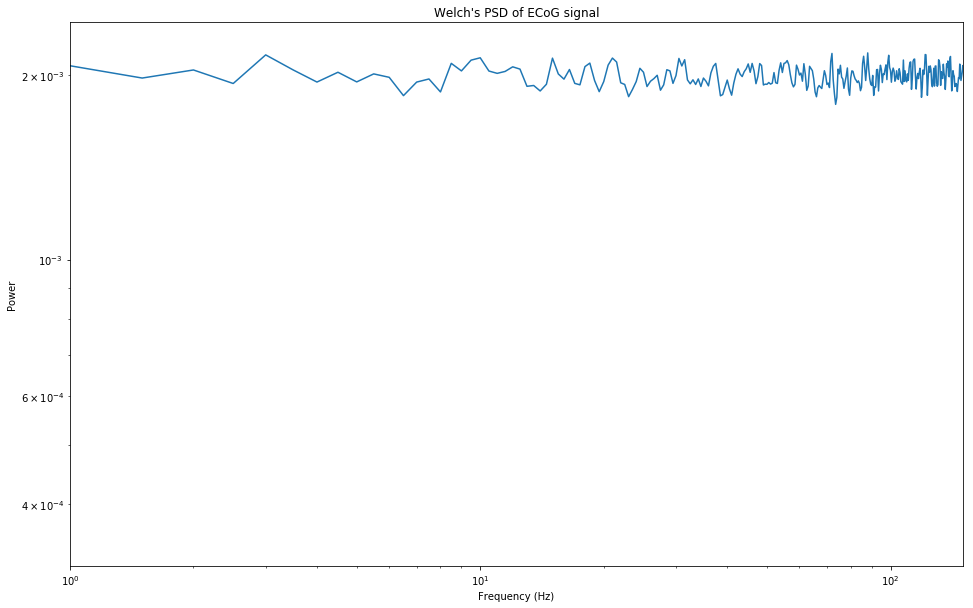 Welch's PSD of ECoG signal
Power
2 × 10⁻³
10⁻³
6 × 10⁻⁴
4 × 10⁻⁴
10⁰ 10¹ 10²
Frequency (Hz)